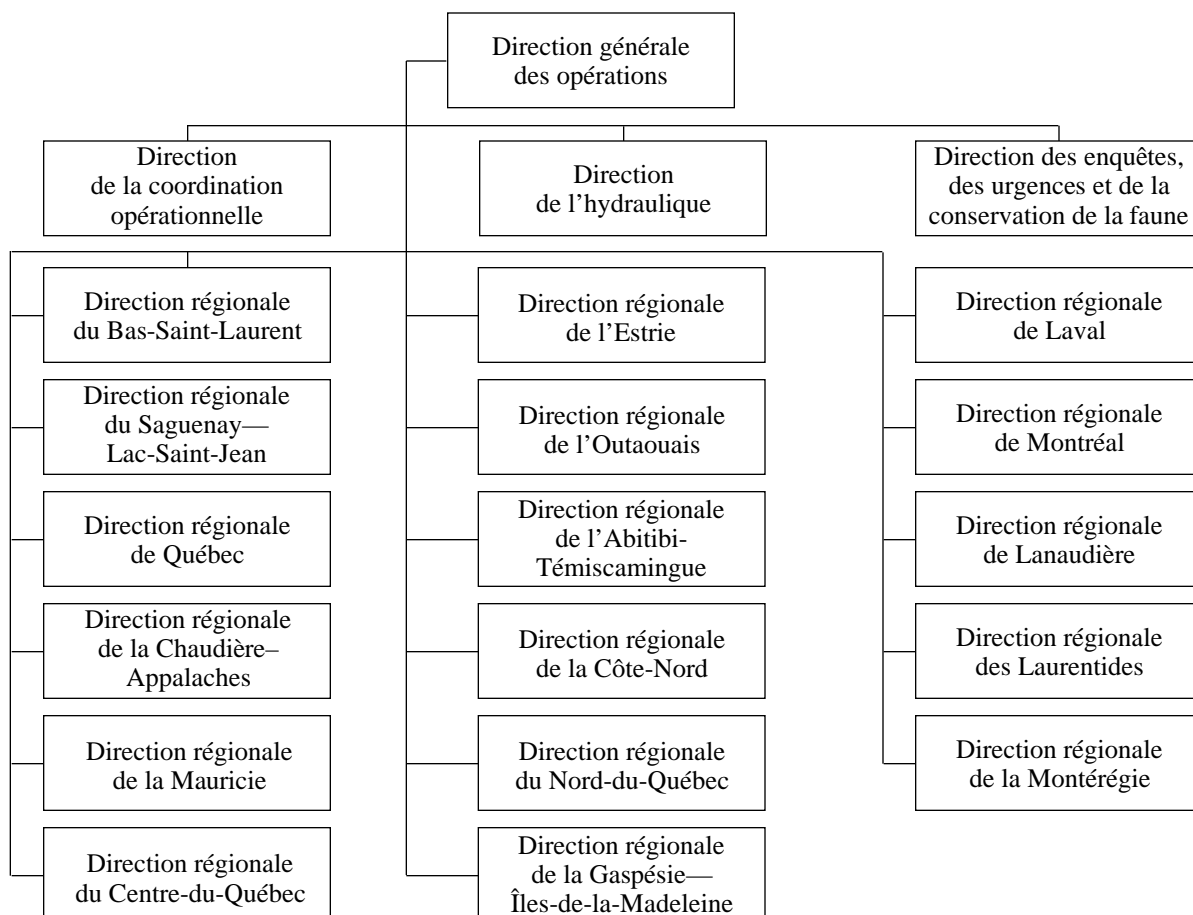 Direction générale
des opérations
Direction
de la coordination
opérationnelle
Direction
de l’hydraulique
Direction des enquêtes,
des urgences et de la
conservation de la faune
Direction régionale
du Bas-Saint-Laurent
Direction régionale
de l’Estrie
Direction régionale
de Laval
Direction régionale
du Saguenay—
Lac-Saint-Jean
Direction régionale
de l’Outaouais
Direction régionale
de Montréal
Direction régionale
de Québec
Direction régionale
de l’Abitibi-
Témiscamingue
Direction régionale
de Lanaudière
Direction régionale
de la Chaudière–
Appalaches
Direction régionale
de la Côte-Nord
Direction régionale
des Laurentides
Direction régionale
de la Mauricie
Direction régionale
du Nord-du-Québec
Direction régionale
de la Montérégie
Direction régionale
du Centre-du-Québec
Direction régionale
de la Gaspésie—
Îles-de-la-Madeleine